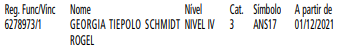 Reg. Func/Vinc Nome Nivel Cat. Símbolo A partir de
6278973/1 GEORGIA TIEPOLO SCHMIDT NIVEL IV 3 ANS17 01/12/2021
ROGEL